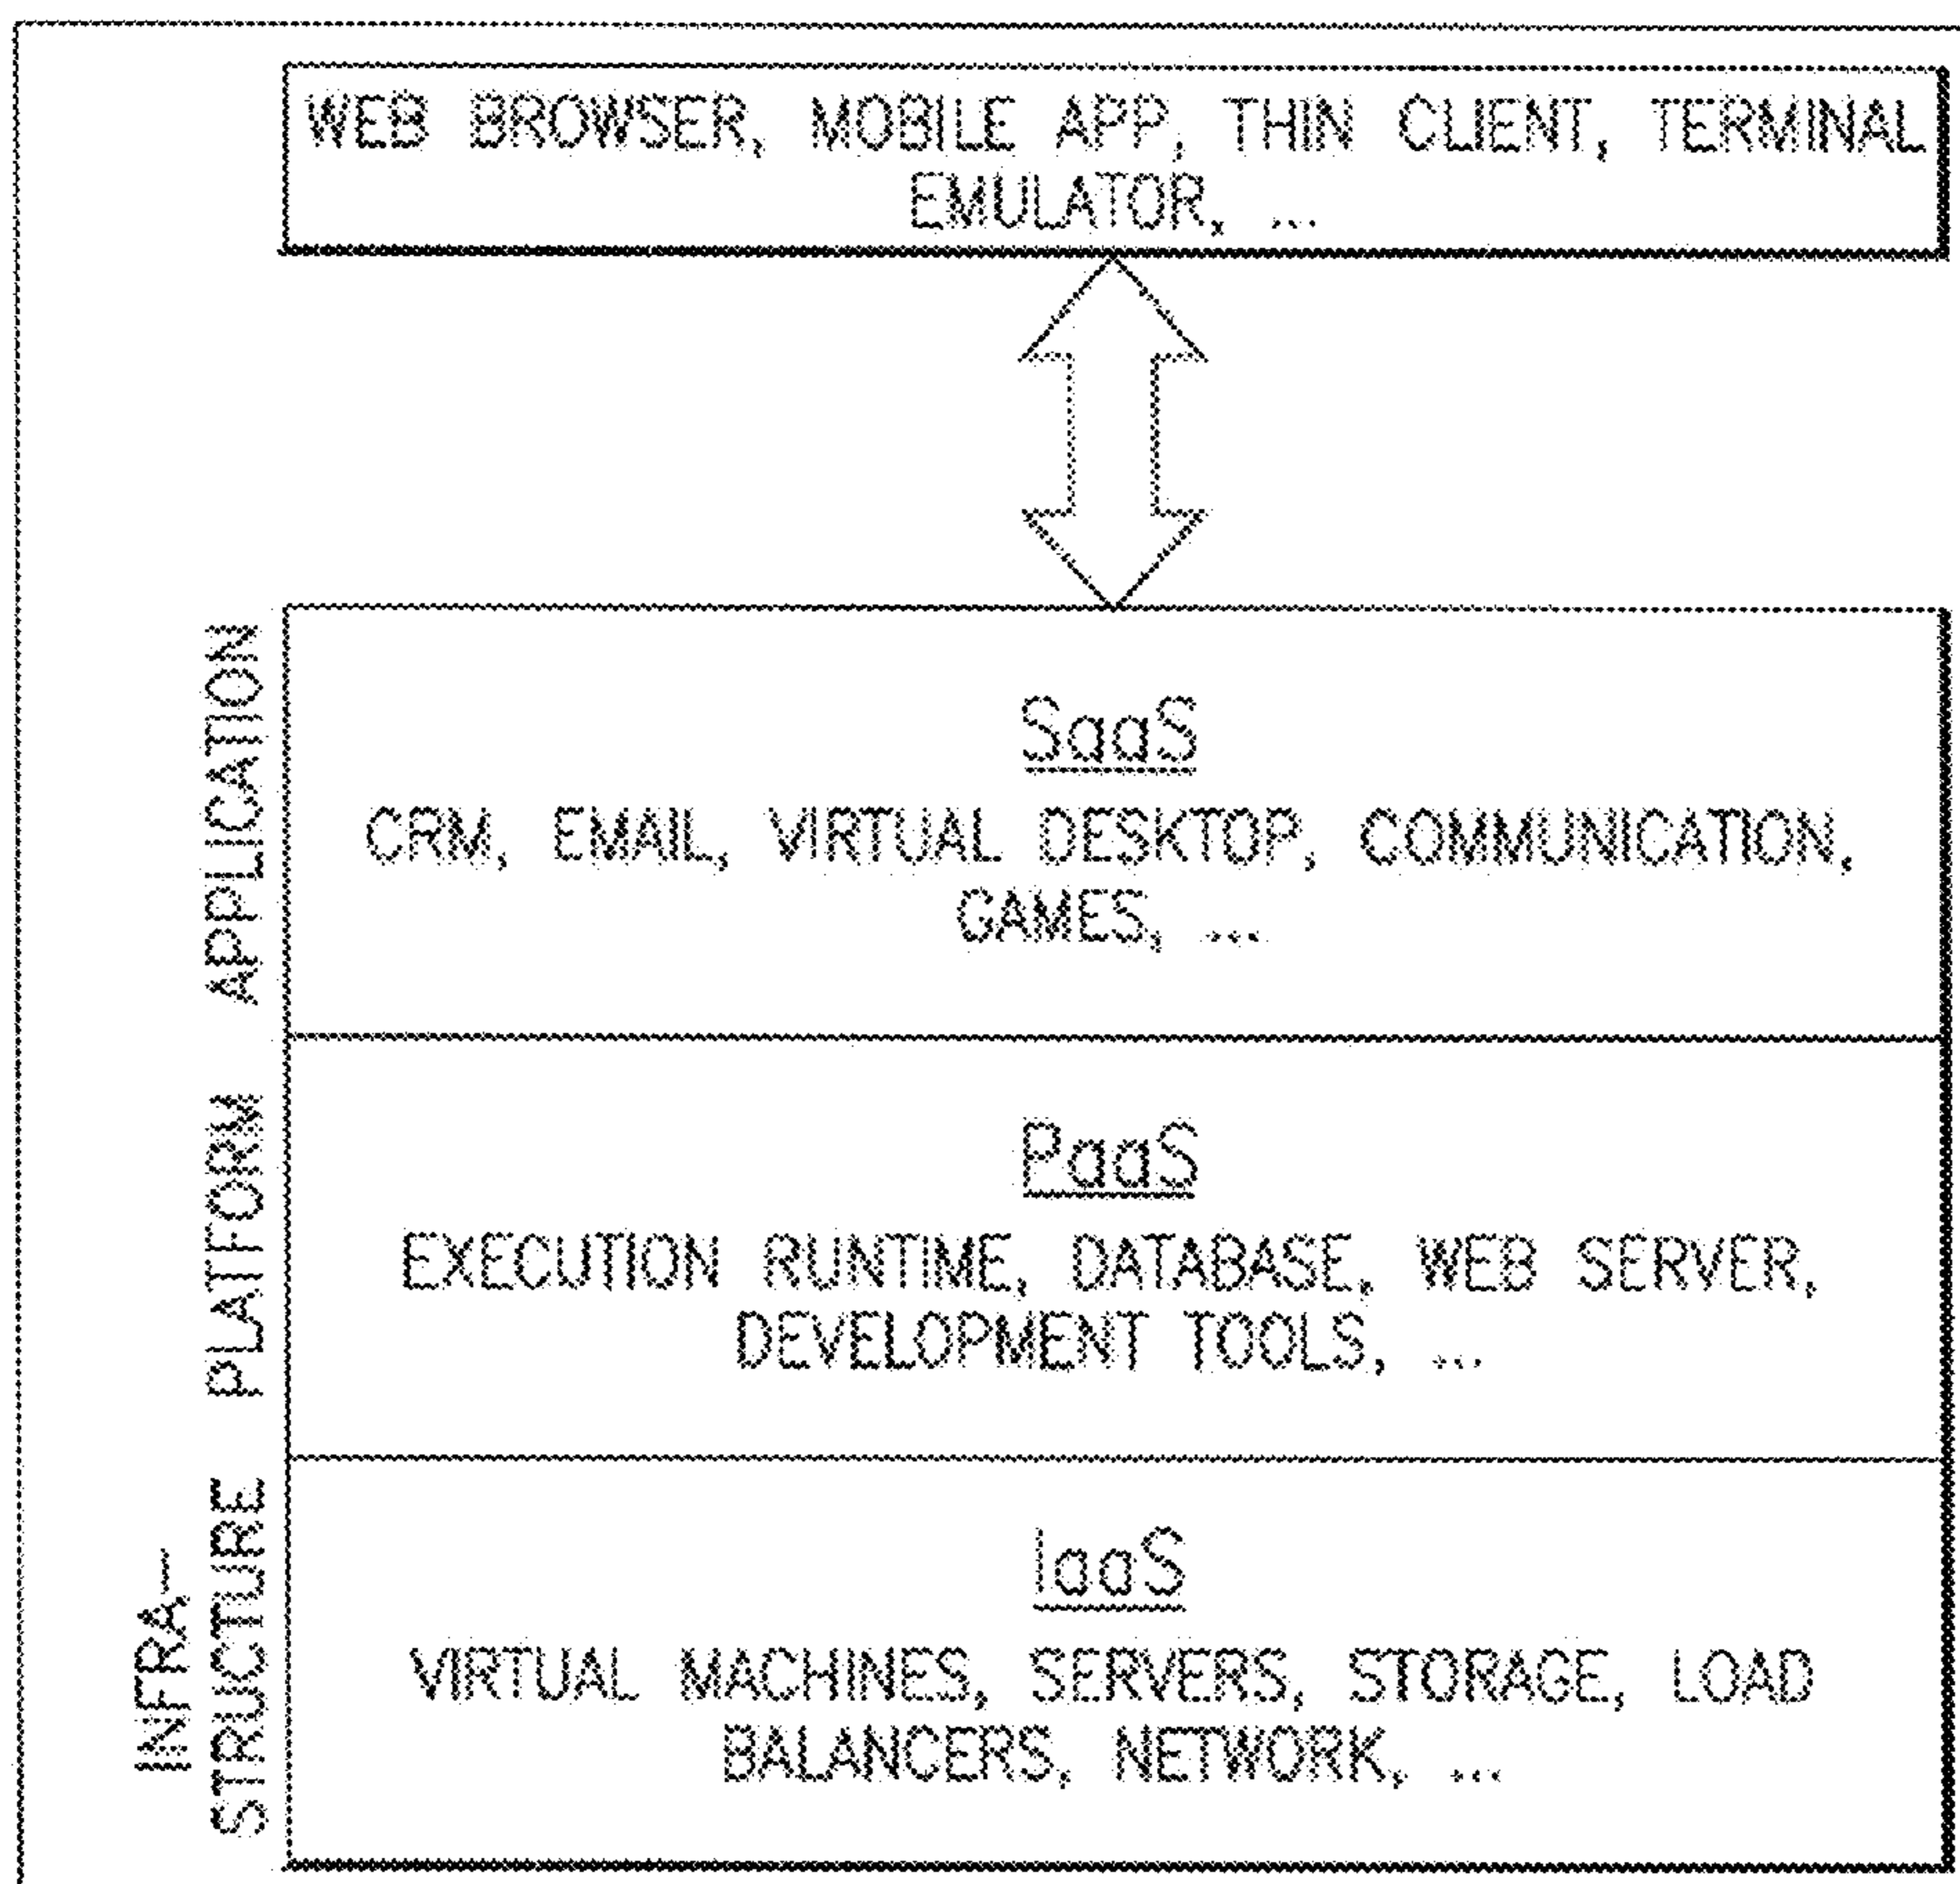 WEB BROWSER, MOBILE APP, THIN CLIENT, TERMINAL
EMULATOR, ...
APPLICATION
SaaS
CRM, EMAIL, VIRTUAL DESKTOP, COMMUNICATION,
GAMES, ...
PLATFORM
PaaS
EXECUTION RUNTIME, DATABASE, WEB SERVER,
DEVELOPMENT TOOLS, ...
INFRA-
STRUCTURE
IaaS
VIRTUAL MACHINES, SERVERS, STORAGE, LOAD
BALANCERS, NETWORK, ...